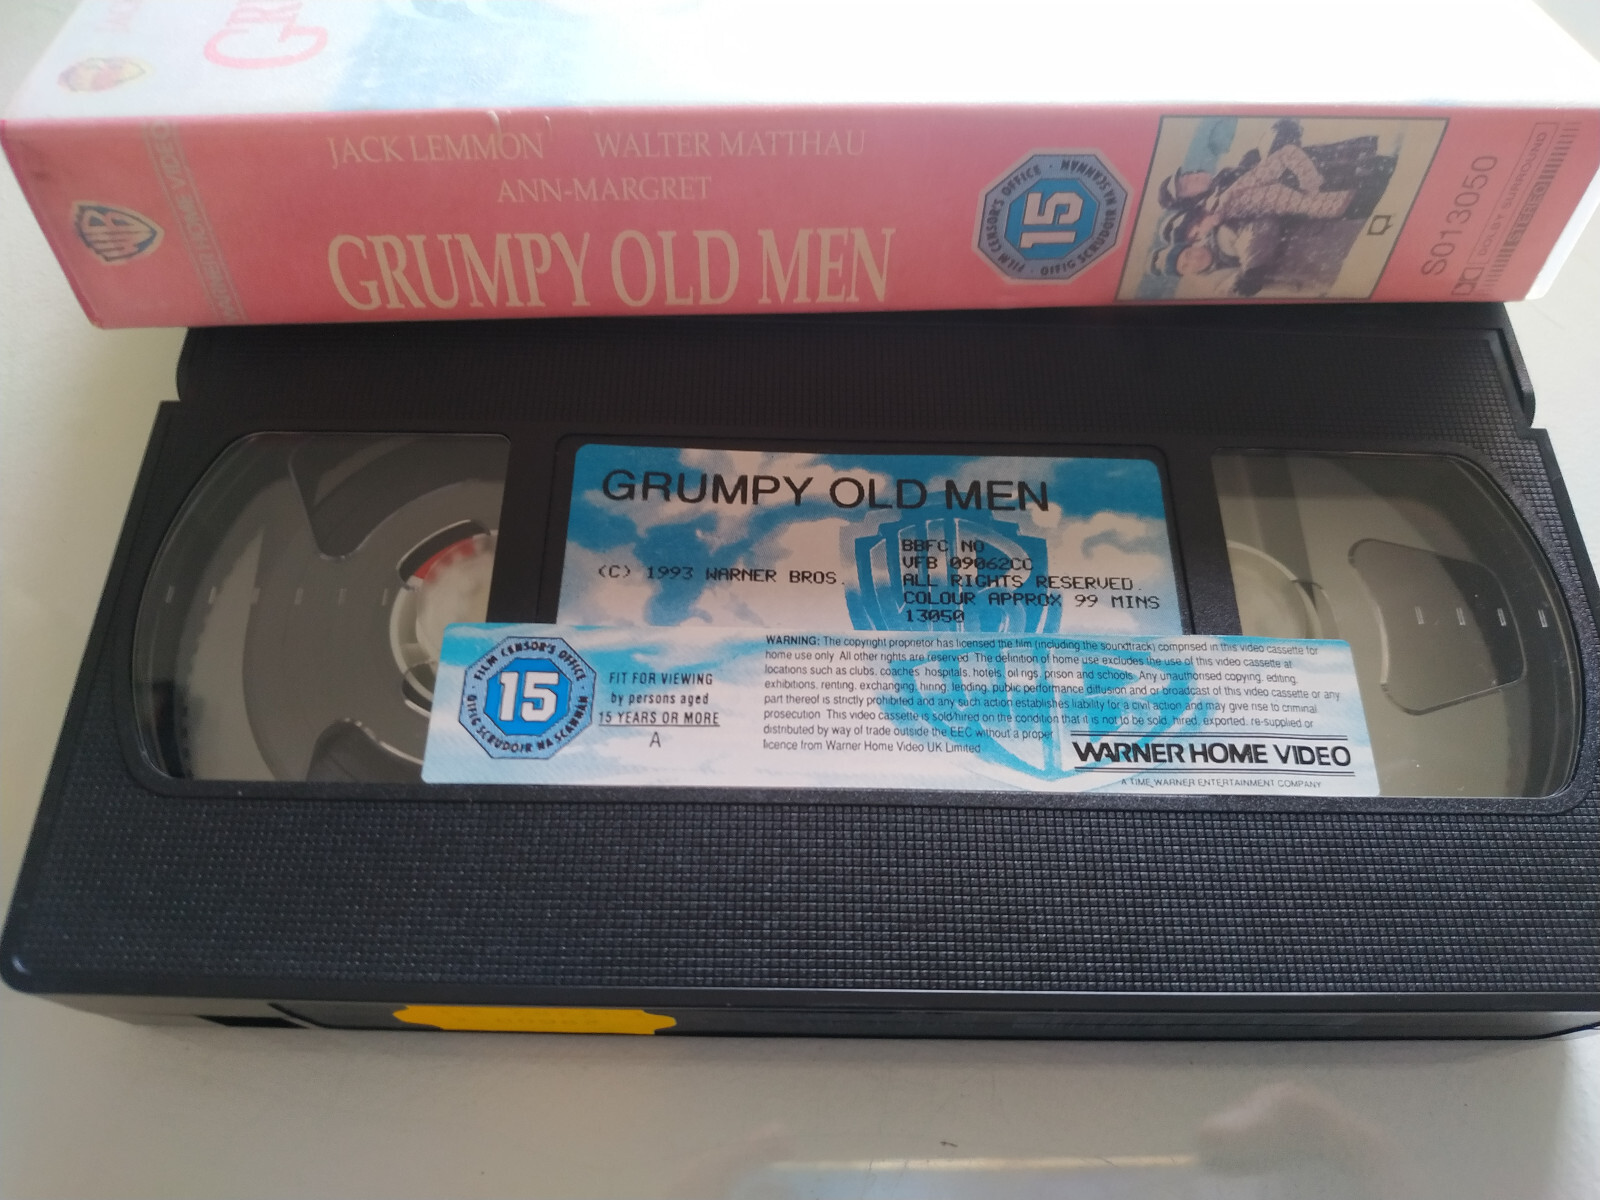 GR
WARNER HOME VIDEO
JACK LEMMON WALTER MATTHAU
ANN-MARGRET
GRUMPY OLD MEN
FILM CENSOR'S OFFICE
15
OIFIG SCRUDOIR NA SCANNAN
S013050
DOLBY SURROUND
GRUMPY OLD MEN
(C) 1993 WARNER BROS.
BBFC NO
VFB 09062CC
ALL RIGHTS RESERVED.
COLOUR APPROX 99 MINS
13050
FILM CENSOR'S OFFICE
15
OIFIG SCRUDOIR NA SCANNAN
FIT FOR VIEWING
by persons aged
15 YEARS OR MORE
A
WARNING: The copyright proprietor has licensed the film (including the soundtrack) comprised in this video cassette for
home use only. All other rights are reserved. The definition of home use excludes the use of this video cassette at
locations such as clubs, coaches, hospitals, hotels, oil rigs, prison and schools. Any unauthorised copying, editing,
exhibitions, renting, exchanging, hiring, lending, public performance diffusion and or broadcast of this video cassette or any
part thereof is strictly prohibited and any such action establishes liability for a civil action and may give rise to criminal
prosecution. This video cassette is sold/hired on the condition that it is not to be sold, hired, exported, re-supplied or
distributed by way of trade outside the EEC without a proper
licence from Warner Home Video UK Limited
WARNER HOME VIDEO
A TIME WARNER ENTERTAINMENT COMPANY